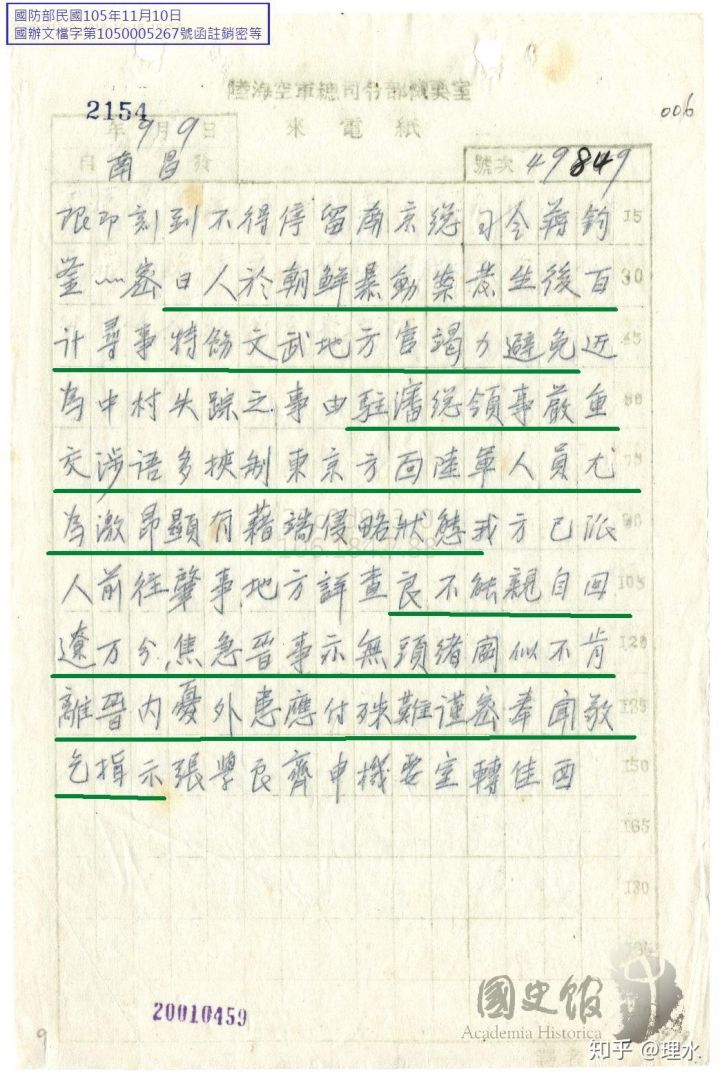 國防部民國105年11月10日
國辦文檔字第1050005267號函註銷密等
陸海空軍總司令部機要室
2154
006
年9月9日
來電紙
自南昌發
號次 49849
限即刻到不得停留南京總司令蔣鈞
15
鋻〰密日人於朝鮮暴動案發生後百
30
计尋事特飭文武地方官竭力避免近
45
為中村失踪之事由駐瀋総領事嚴重
60
交涉语多挾制東京方面陸軍人員尤
75
為激昂顯有藉端侵略狀態我方已派
90
人前往肇事地方詳查良不能親自回
105
遼万分焦急晉事亦無頭绪閻似不肯
120
離晉内憂外患應付殊難謹密奉聞敬
135
乞指示張學良齊申機要室轉佳酉
150
165
180
20010459
國史館
Academia Historica
9
知乎 @理水